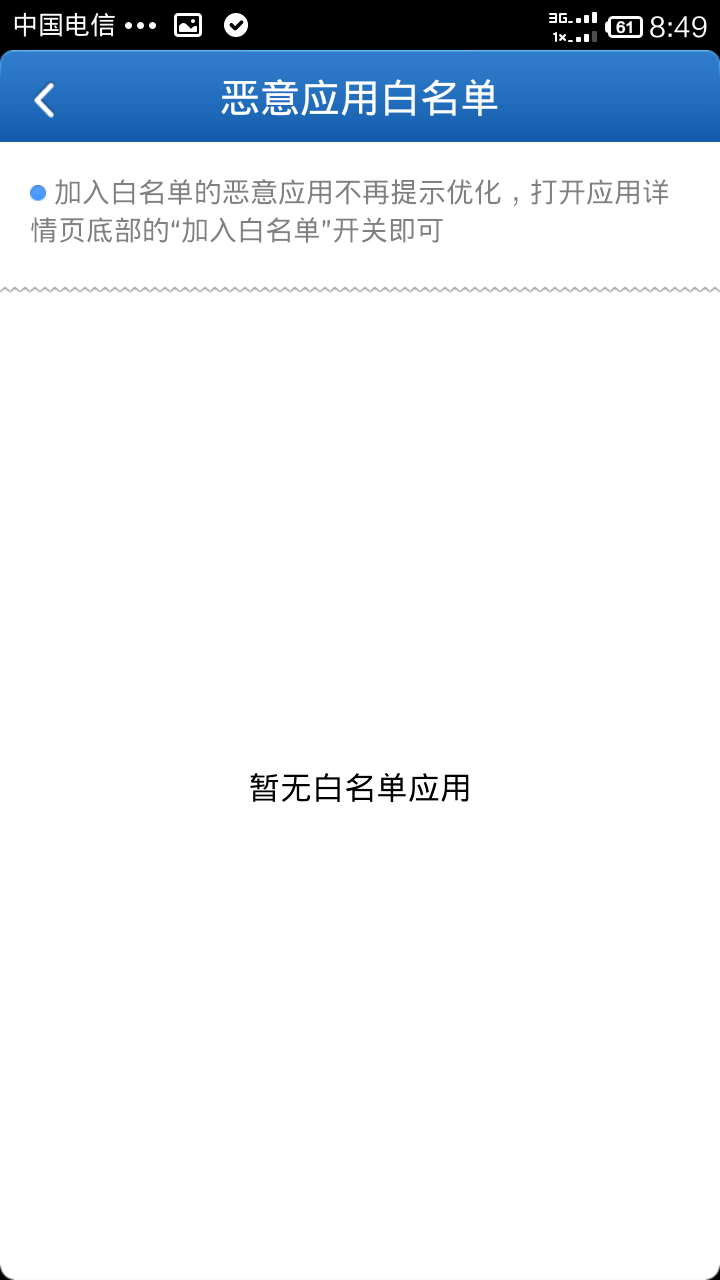 中国电信 ••• 3G 1× 61 8:49
恶意应用白名单
加入白名单的恶意应用不再提示优化，打开应用详
情页底部的“加入白名单”开关即可
暂无白名单应用